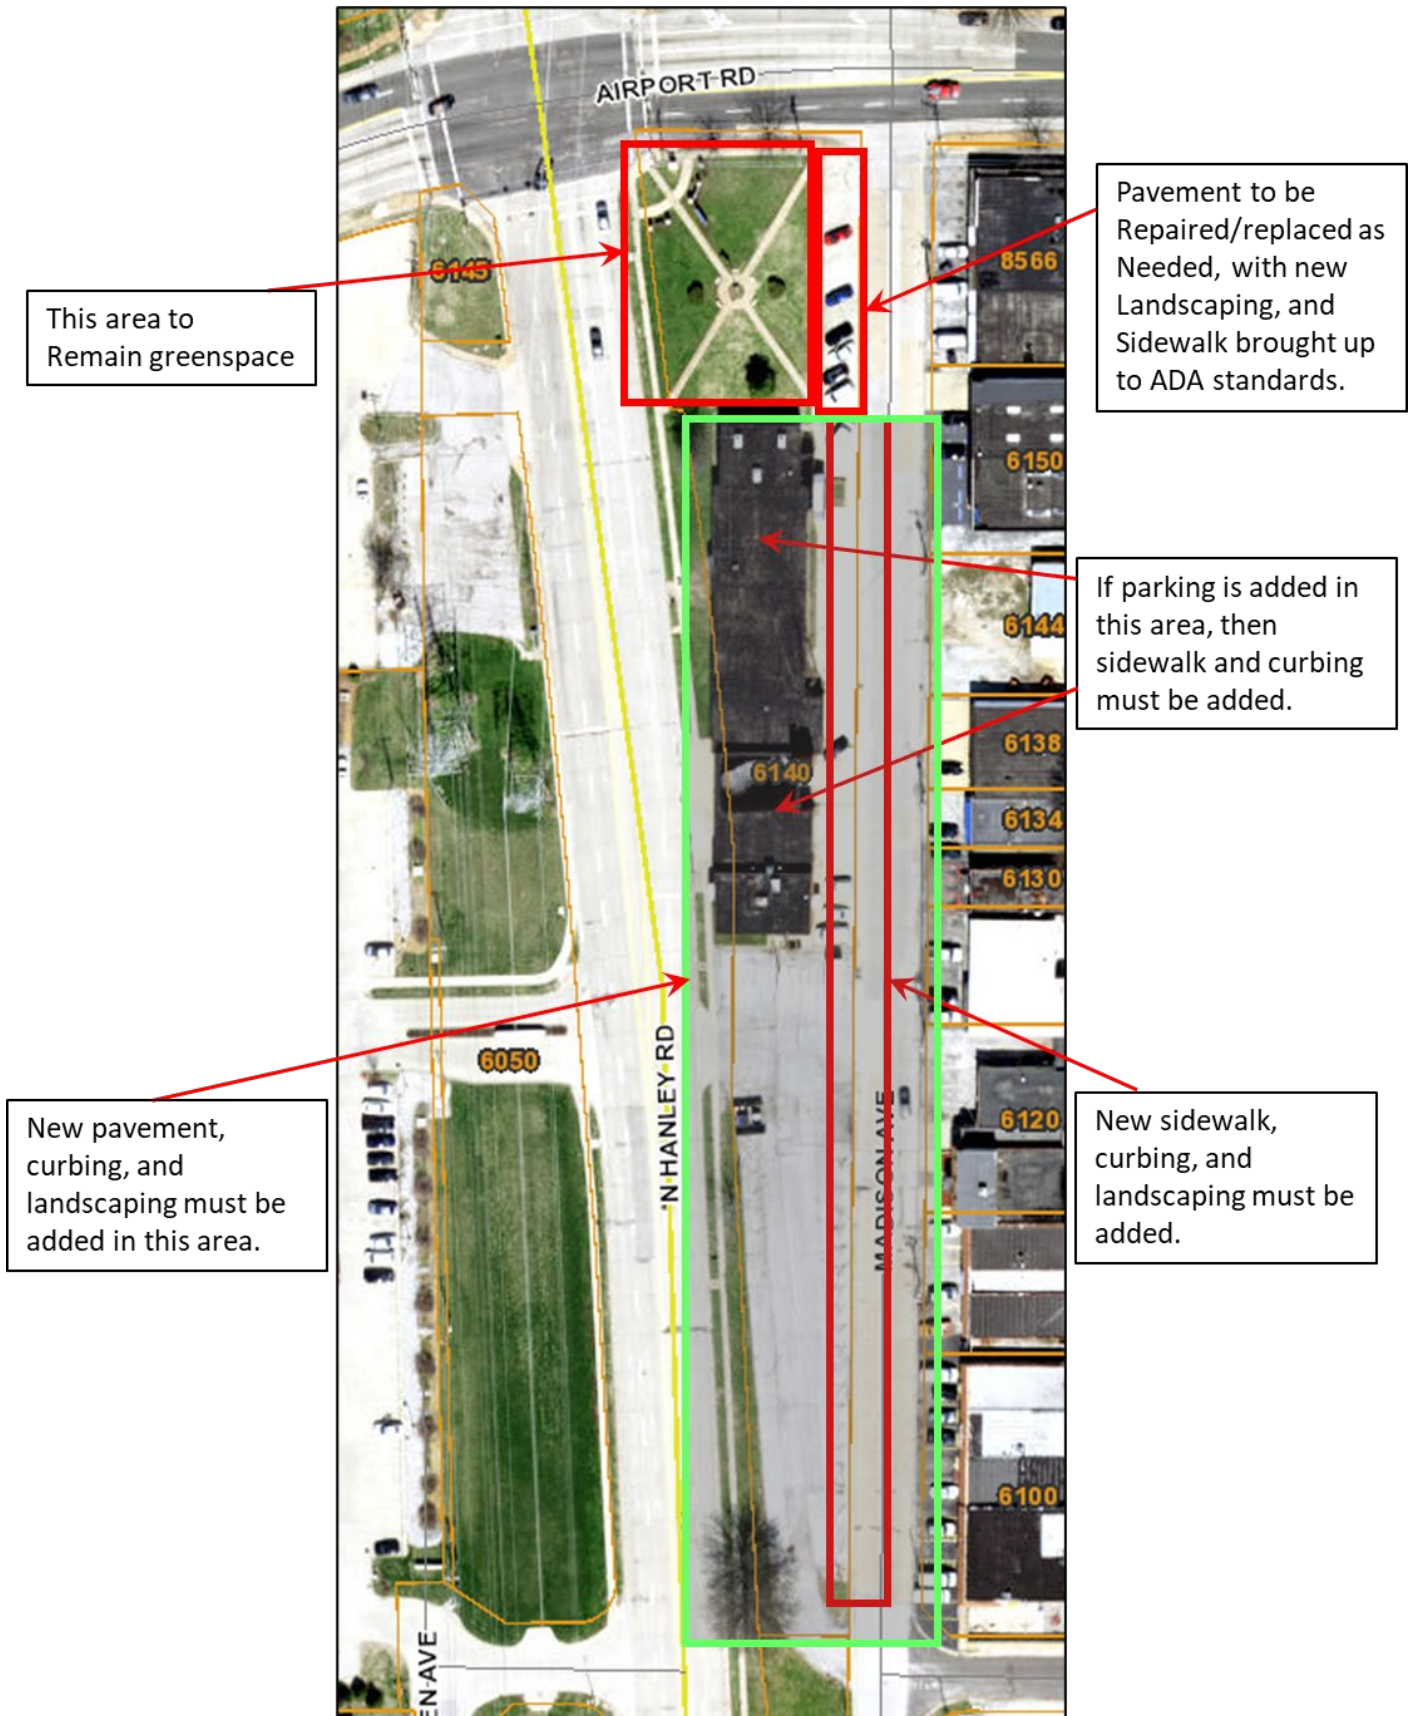 AIRPORT RD
Pavement to be
Repaired/replaced as
Needed, with new
Landscaping, and
Sidewalk brought up
to ADA standards.
6145
8566
This area to
Remain greenspace
6150
If parking is added in
this area, then
sidewalk and curbing
must be added.
6144
6138
6140
6134
6130
N HANLEY RD
6050
MADISON AVE
6120
New pavement,
curbing, and
landscaping must be
added in this area.
New sidewalk,
curbing, and
landscaping must be
added.
6100
EN AVE